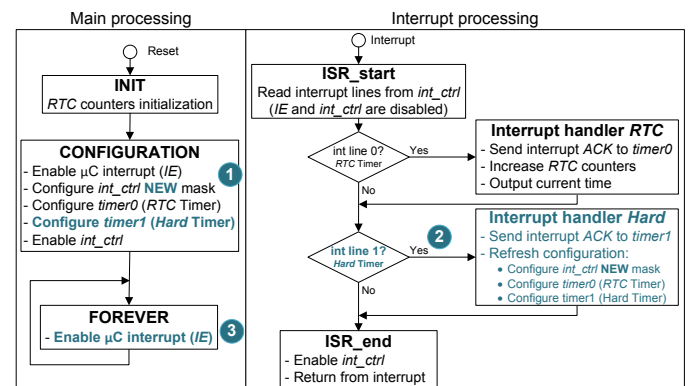 Main processing
Reset
INIT
RTC counters initialization
CONFIGURATION
- Enable µC interrupt (IE)
- Configure int_ctrl NEW mask
- Configure timer0 (RTC Timer)
- Configure timer1 (Hard Timer)
- Enable int_ctrl
1
FOREVER
- Enable µC interrupt (IE)
3
Interrupt processing
Interrupt
ISR_start
Read interrupt lines from int_ctrl
(IE and int_ctrl are disabled)
int line 0?
RTC Timer
Yes
No
Interrupt handler RTC
- Send interrupt ACK to timer0
- Increase RTC counters
- Output current time
int line 1?
Hard Timer
2
Yes
No
Interrupt handler Hard
- Send interrupt ACK to timer1
- Refresh configuration:
• Configure int_ctrl NEW mask
• Configure timer0 (RTC Timer)
• Configure timer1 (Hard Timer)
ISR_end
- Enable int_ctrl
- Return from interrupt